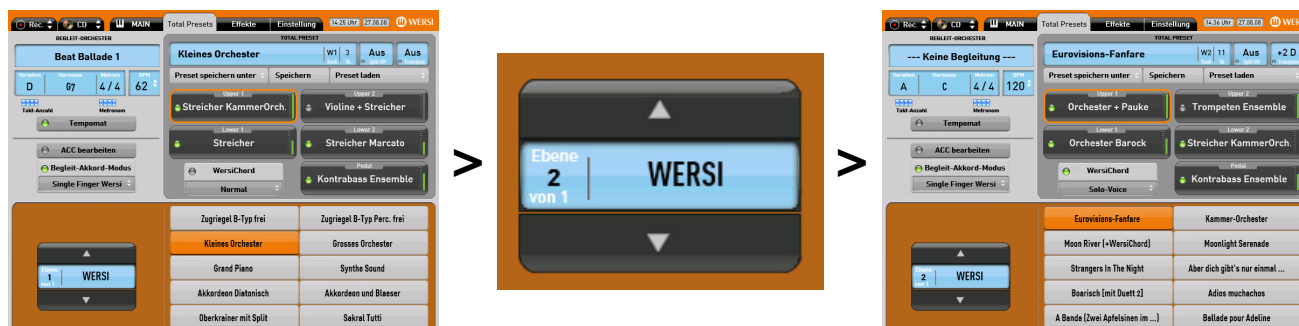 Rec. CD MAIN Total Presets Effekte Einstellung 14:25 Uhr 27.08.08 WERSI
BEGLEIT-ORCHESTER TOTAL PRESET
Beat Ballade 1 Kleines Orchester W1 3 Aus Aus
Variation Harmonie Metrum BPM
D G7 4/4 62
Preset speichern unter Speichern Preset laden
Takt-Anzahl Metronom
Upper 1 Upper 2
Streicher KammerOrch. Violine + Streicher
Tempomat
Lower 1 Lower 2
Streicher Streicher Marcato
ACC bearbeiten
Begleit-Akkord-Modus
Single Finger Wersi
WersiChord
Normal
Pedal
Kontrabass Ensemble
Zugriegel B-Typ frei Zugriegel B-Typ Perc. frei
Kleines Orchester Grosses Orchester
Grand Piano Synthe Sound
Akkordeon Diatonisch Akkordeon und Blaeser
Oberkrainer mit Split Sakral Tutti
Ebene
1 WERSI
von 1
>
Ebene
2 WERSI
von 1
>
Rec. CD MAIN Total Presets Effekte Einstellung 14:36 Uhr 27.08.08 WER
BEGLEIT-ORCHESTER TOTAL PRESET
--- Keine Begleitung --- Eurovisions-Fanfare W2 11 Aus +2 D
Variation Harmonie Metrum BPM
A C 4/4 120
Preset speichern unter Speichern Preset laden
Takt-Anzahl Metronom
Upper 1 Upper 2
Orchester + Pauke Trompeten Ensemble
Tempomat
Lower 1 Lower 2
Orchester Barock Streicher KammerOrch.
ACC bearbeiten
Begleit-Akkord-Modus
Single Finger Wersi
WersiChord
Solo-Voice
Pedal
Kontrabass Ensemble
Eurovisions-Fanfare Kammer-Orchester
Moon River (+WersiChord) Moonlight Serenade
Strangers In The Night Aber dich gibt's nur einmal ...
Boarisch [mit Duett 2] Adios muchachos
A Banda (Zwei Apfelsinen im ...) Ballade pour Adeline
Ebene
2 WERSI
von 1